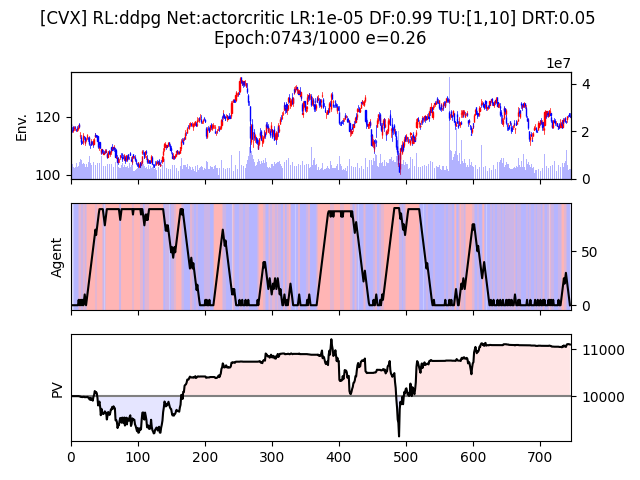 [CVX] RL:ddpg Net:actorcritic LR:1e-05 DF:0.99 TU:[1,10] DRT:0.05
Epoch:0743/1000 e=0.26
1e7
Env.
120
100
4
2
0
Agent
50
0
PV
11000
10000
0 100 200 300 400 500 600 700